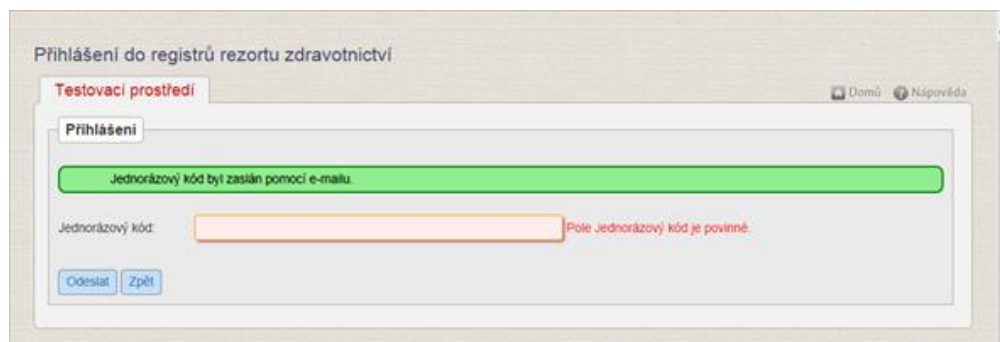 Přihlášení do registrů rezortu zdravotnictví
Testovací prostředí
Domů Nápověda
Přihlášení
Jednorázový kód byl zaslán pomocí e-mailu.
Jednorázový kód: Pole Jednorázový kód je povinné.
Odeslat Zpět